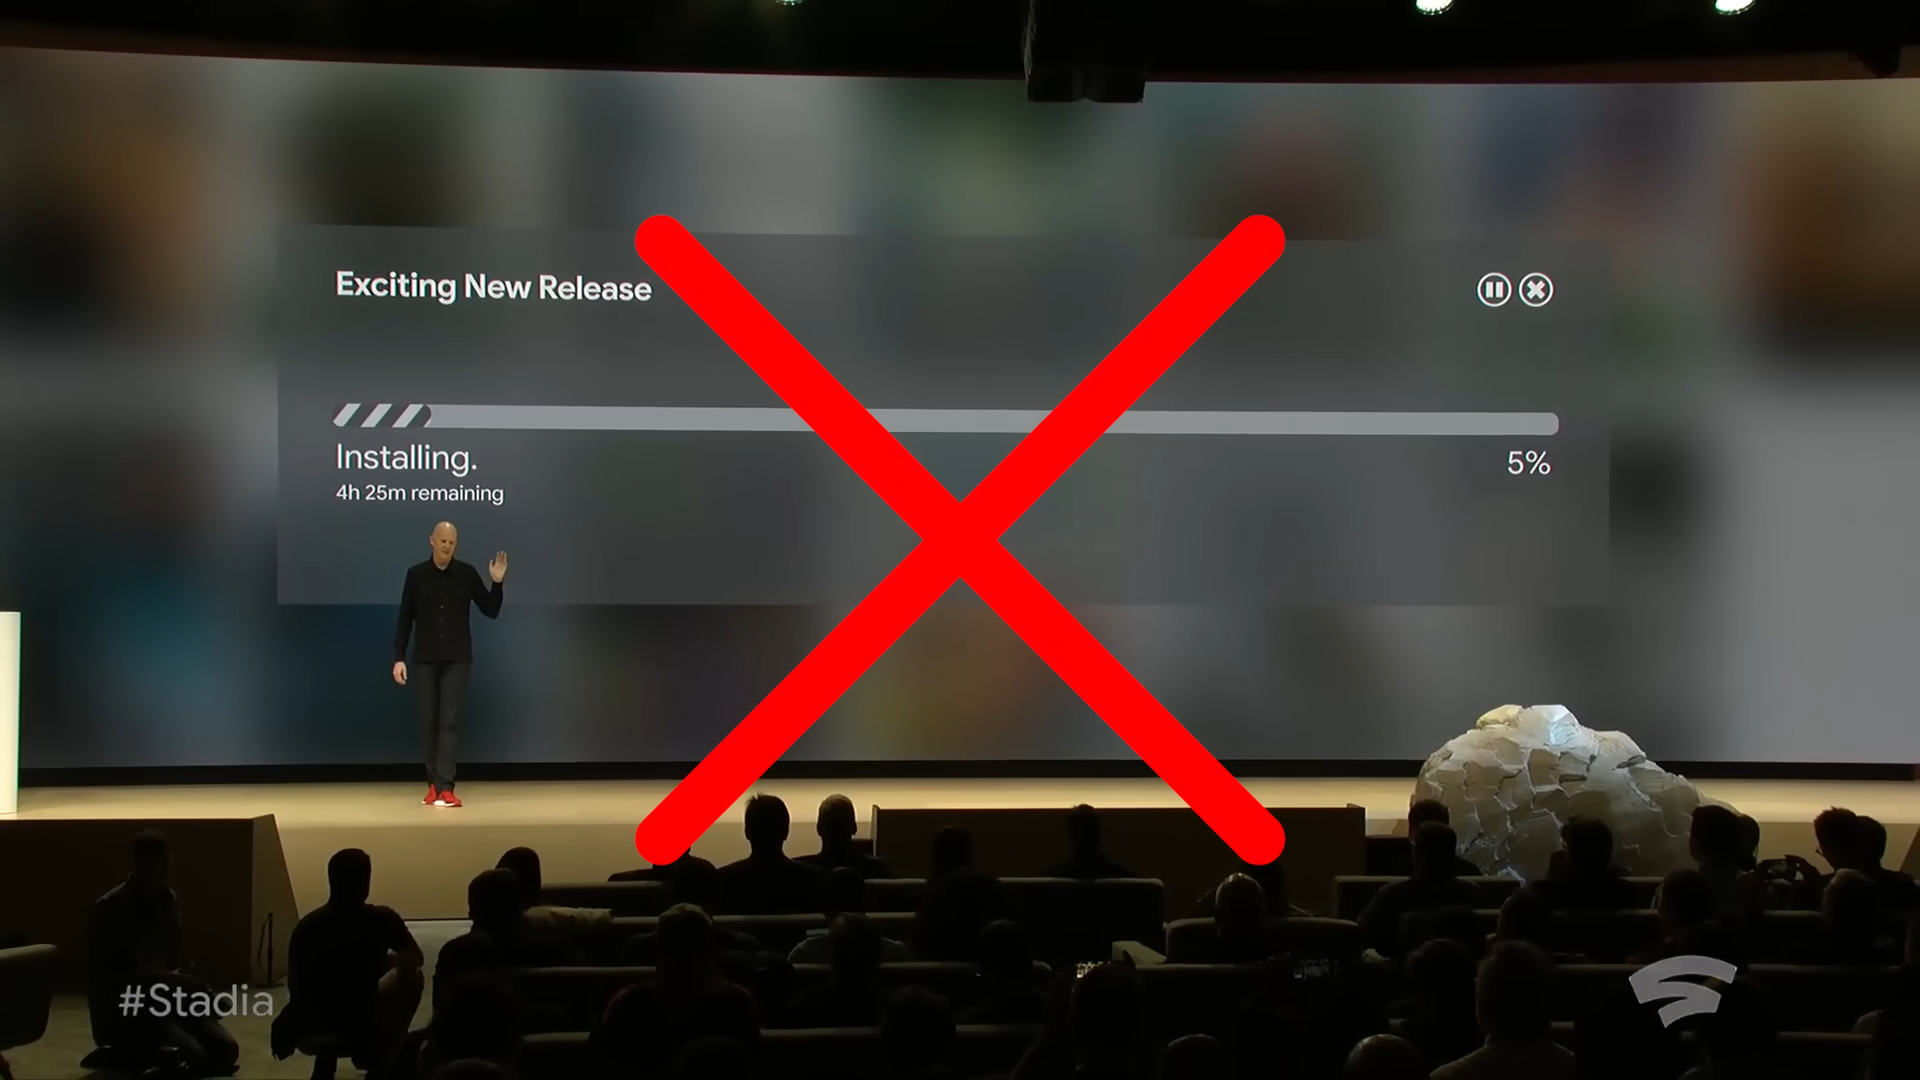 Exciting New Release
Installing.
5%
4h 25m remaining
#Stadia